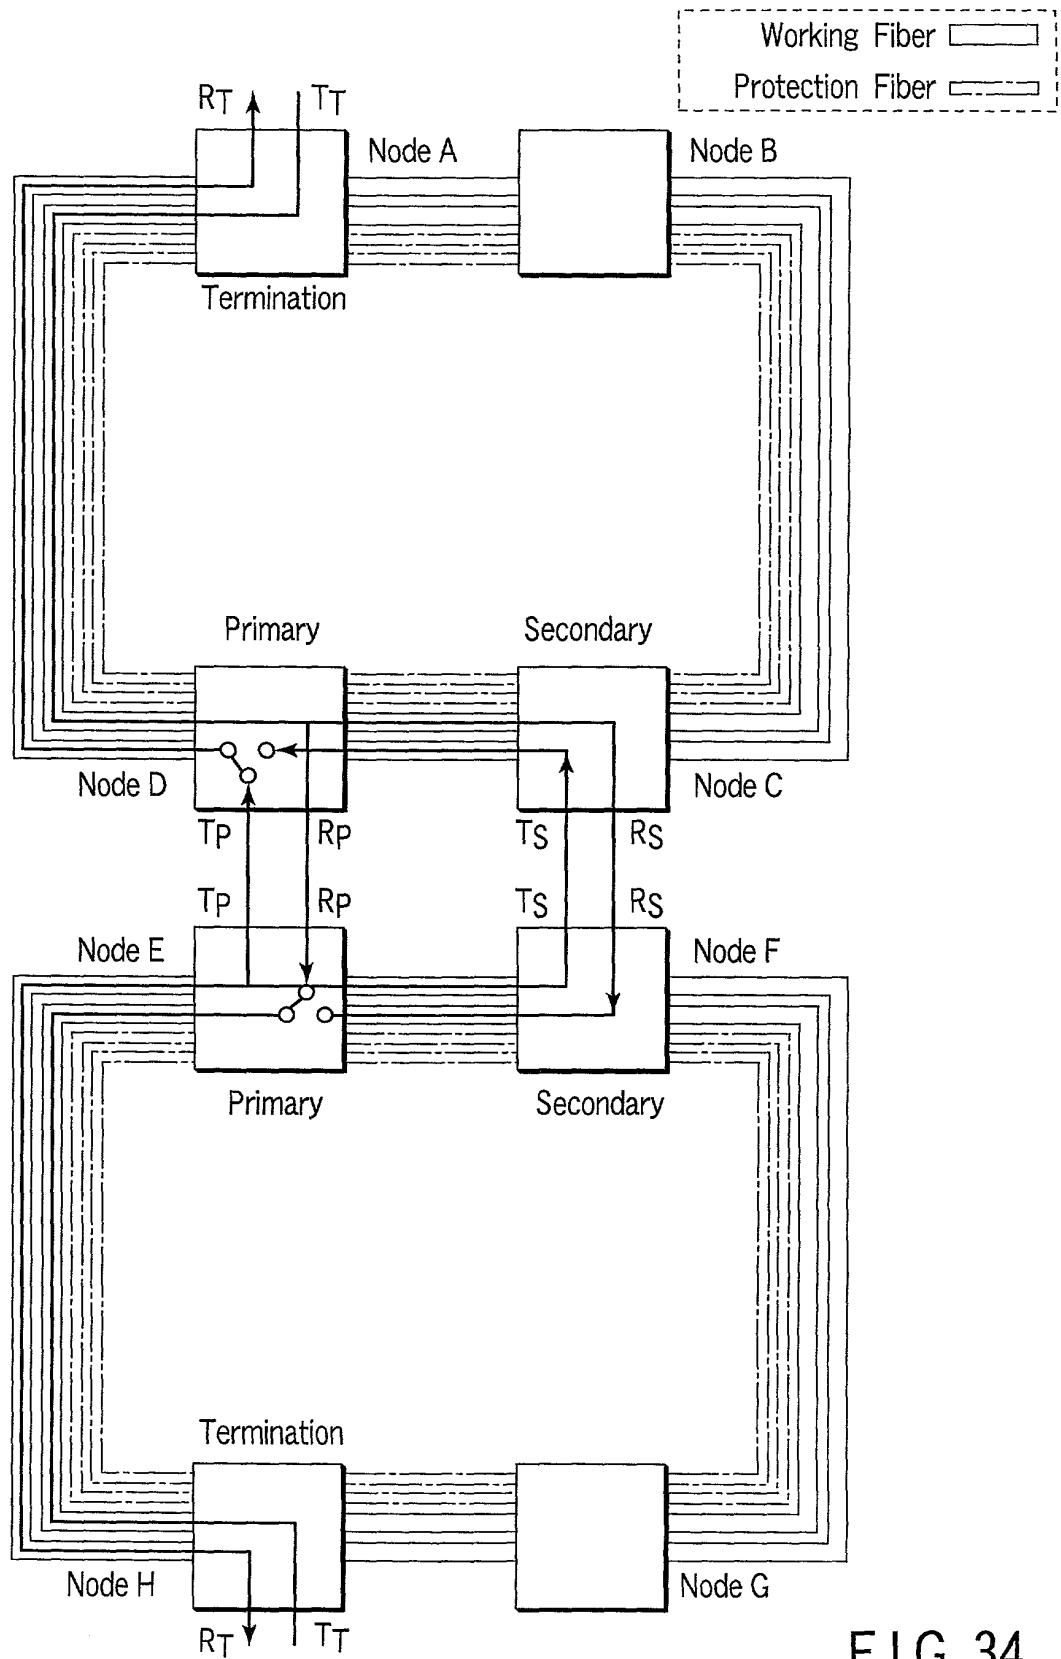 Working Fiber
Protection Fiber
RT TT
Node A
Node B
Termination
Primary
Secondary
Node D
Node C
TP RP TS RS
TP RP TS RS
Node E
Node F
Primary
Secondary
Termination
Node H
Node G
RT TT
FIG. 34